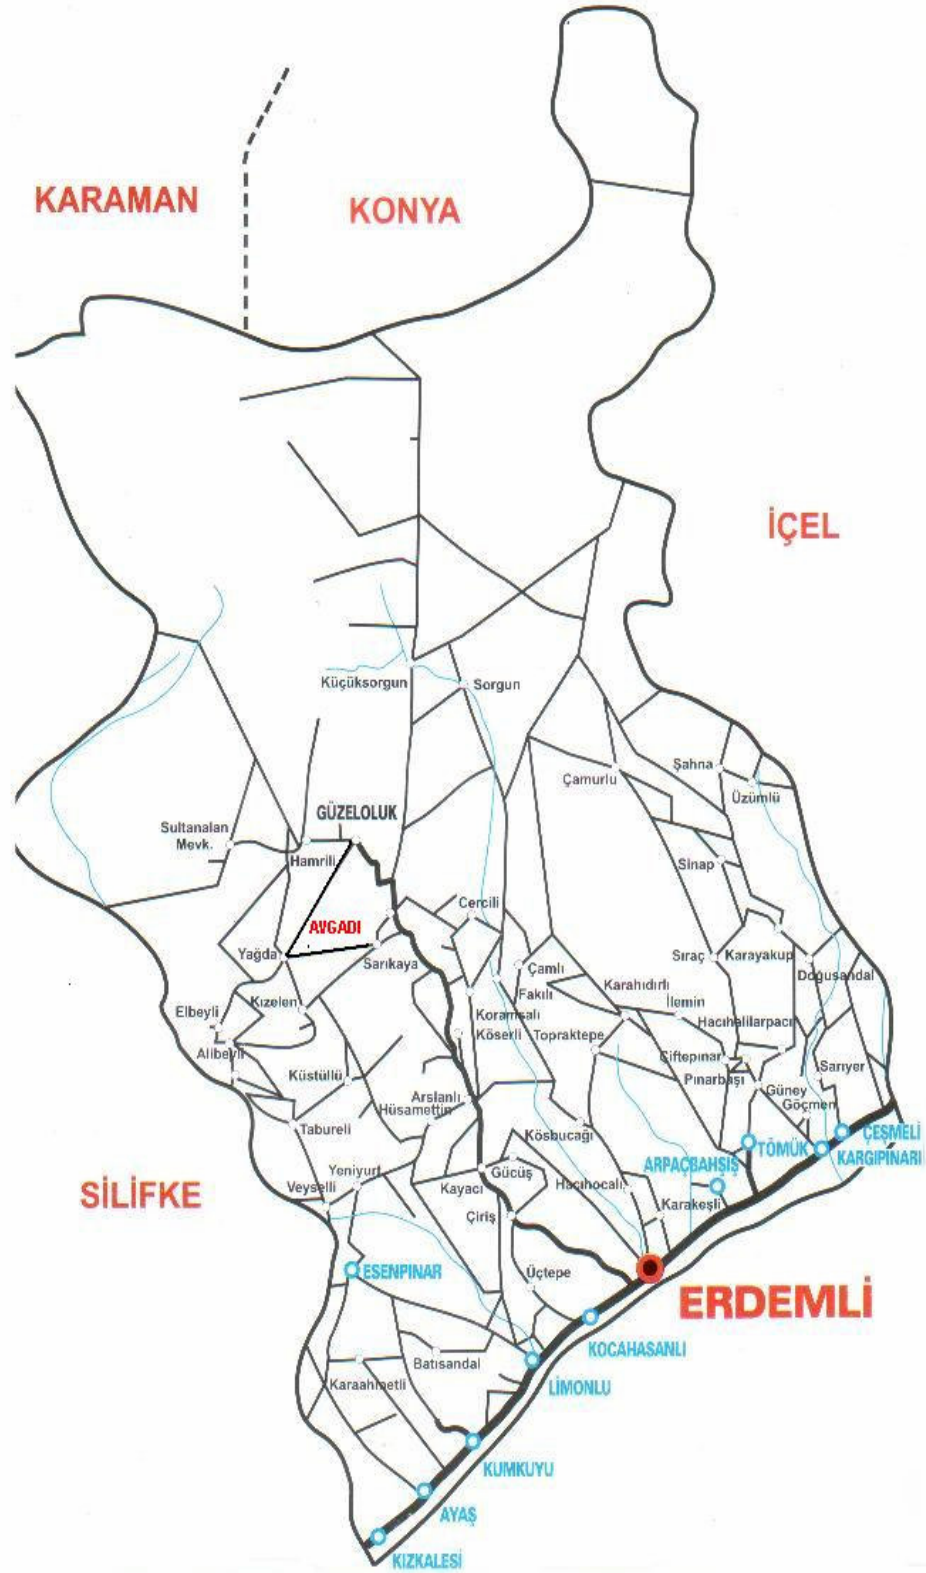 KARAMAN
KONYA
İÇEL
Küçüksorgun
Sorgun
Şahna
Çamurlu
Üzümlü
GÜZELOLUK
Sultanalan
Mevk.
Hamrili
Sinap
Cercili
AVGADI
Yağda
Sarıkaya
Sıraç
Karayakup
Çamlı
Doğusandal
Karahıdırlı
Fakılı
İlemin
Kızelen
Elbeyli
Koramsalı
Hacıhalilarpacı
Köserli
Topraktepe
Alibeyli
Çiftepınar
Sarıyer
Küstüllü
Pınarbaşı
Güney
Arslanlı
Göçmen
Hüsamettin
Tabureli
Kösbucağı
ÇEŞMELİ
TÖMÜK
KARGIPINARI
ARPAÇBAHŞİŞ
Yeniyurt
Gücüş
Veyselli
Kayacı
Hacıhocalı
SİLİFKE
Karakeşli
Çiriş
ESENPINAR
Üçtepe
ERDEMLİ
KOCAHASANLI
Batısandal
Karaahmetli
LİMONLU
KUMKUYU
AYAŞ
KIZKALESİ